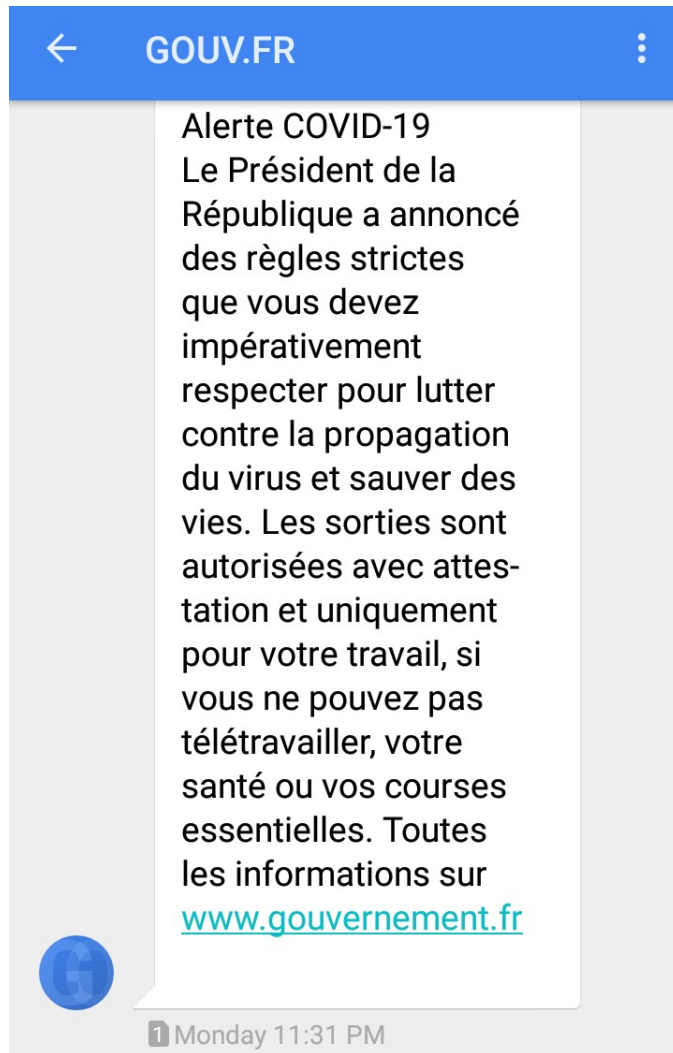 GOUV.FR
Alerte COVID-19
Le Président de la
République a annoncé
des règles strictes
que vous devez
impérativement
respecter pour lutter
contre la propagation
du virus et sauver des
vies. Les sorties sont
autorisées avec attes-
tation et uniquement
pour votre travail, si
vous ne pouvez pas
télétravailler, votre
santé ou vos courses
essentielles. Toutes
les informations sur
www.gouvernement.fr
G
1 Monday 11:31 PM